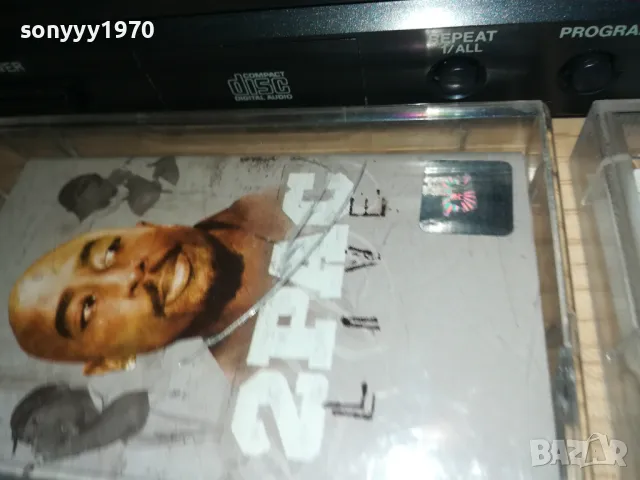 sonyyy1970
REPEAT
1/ALL
PROGRA
COMPACT
disc
DIGITAL AUDIO
2PAC
LIVE
BAZAR